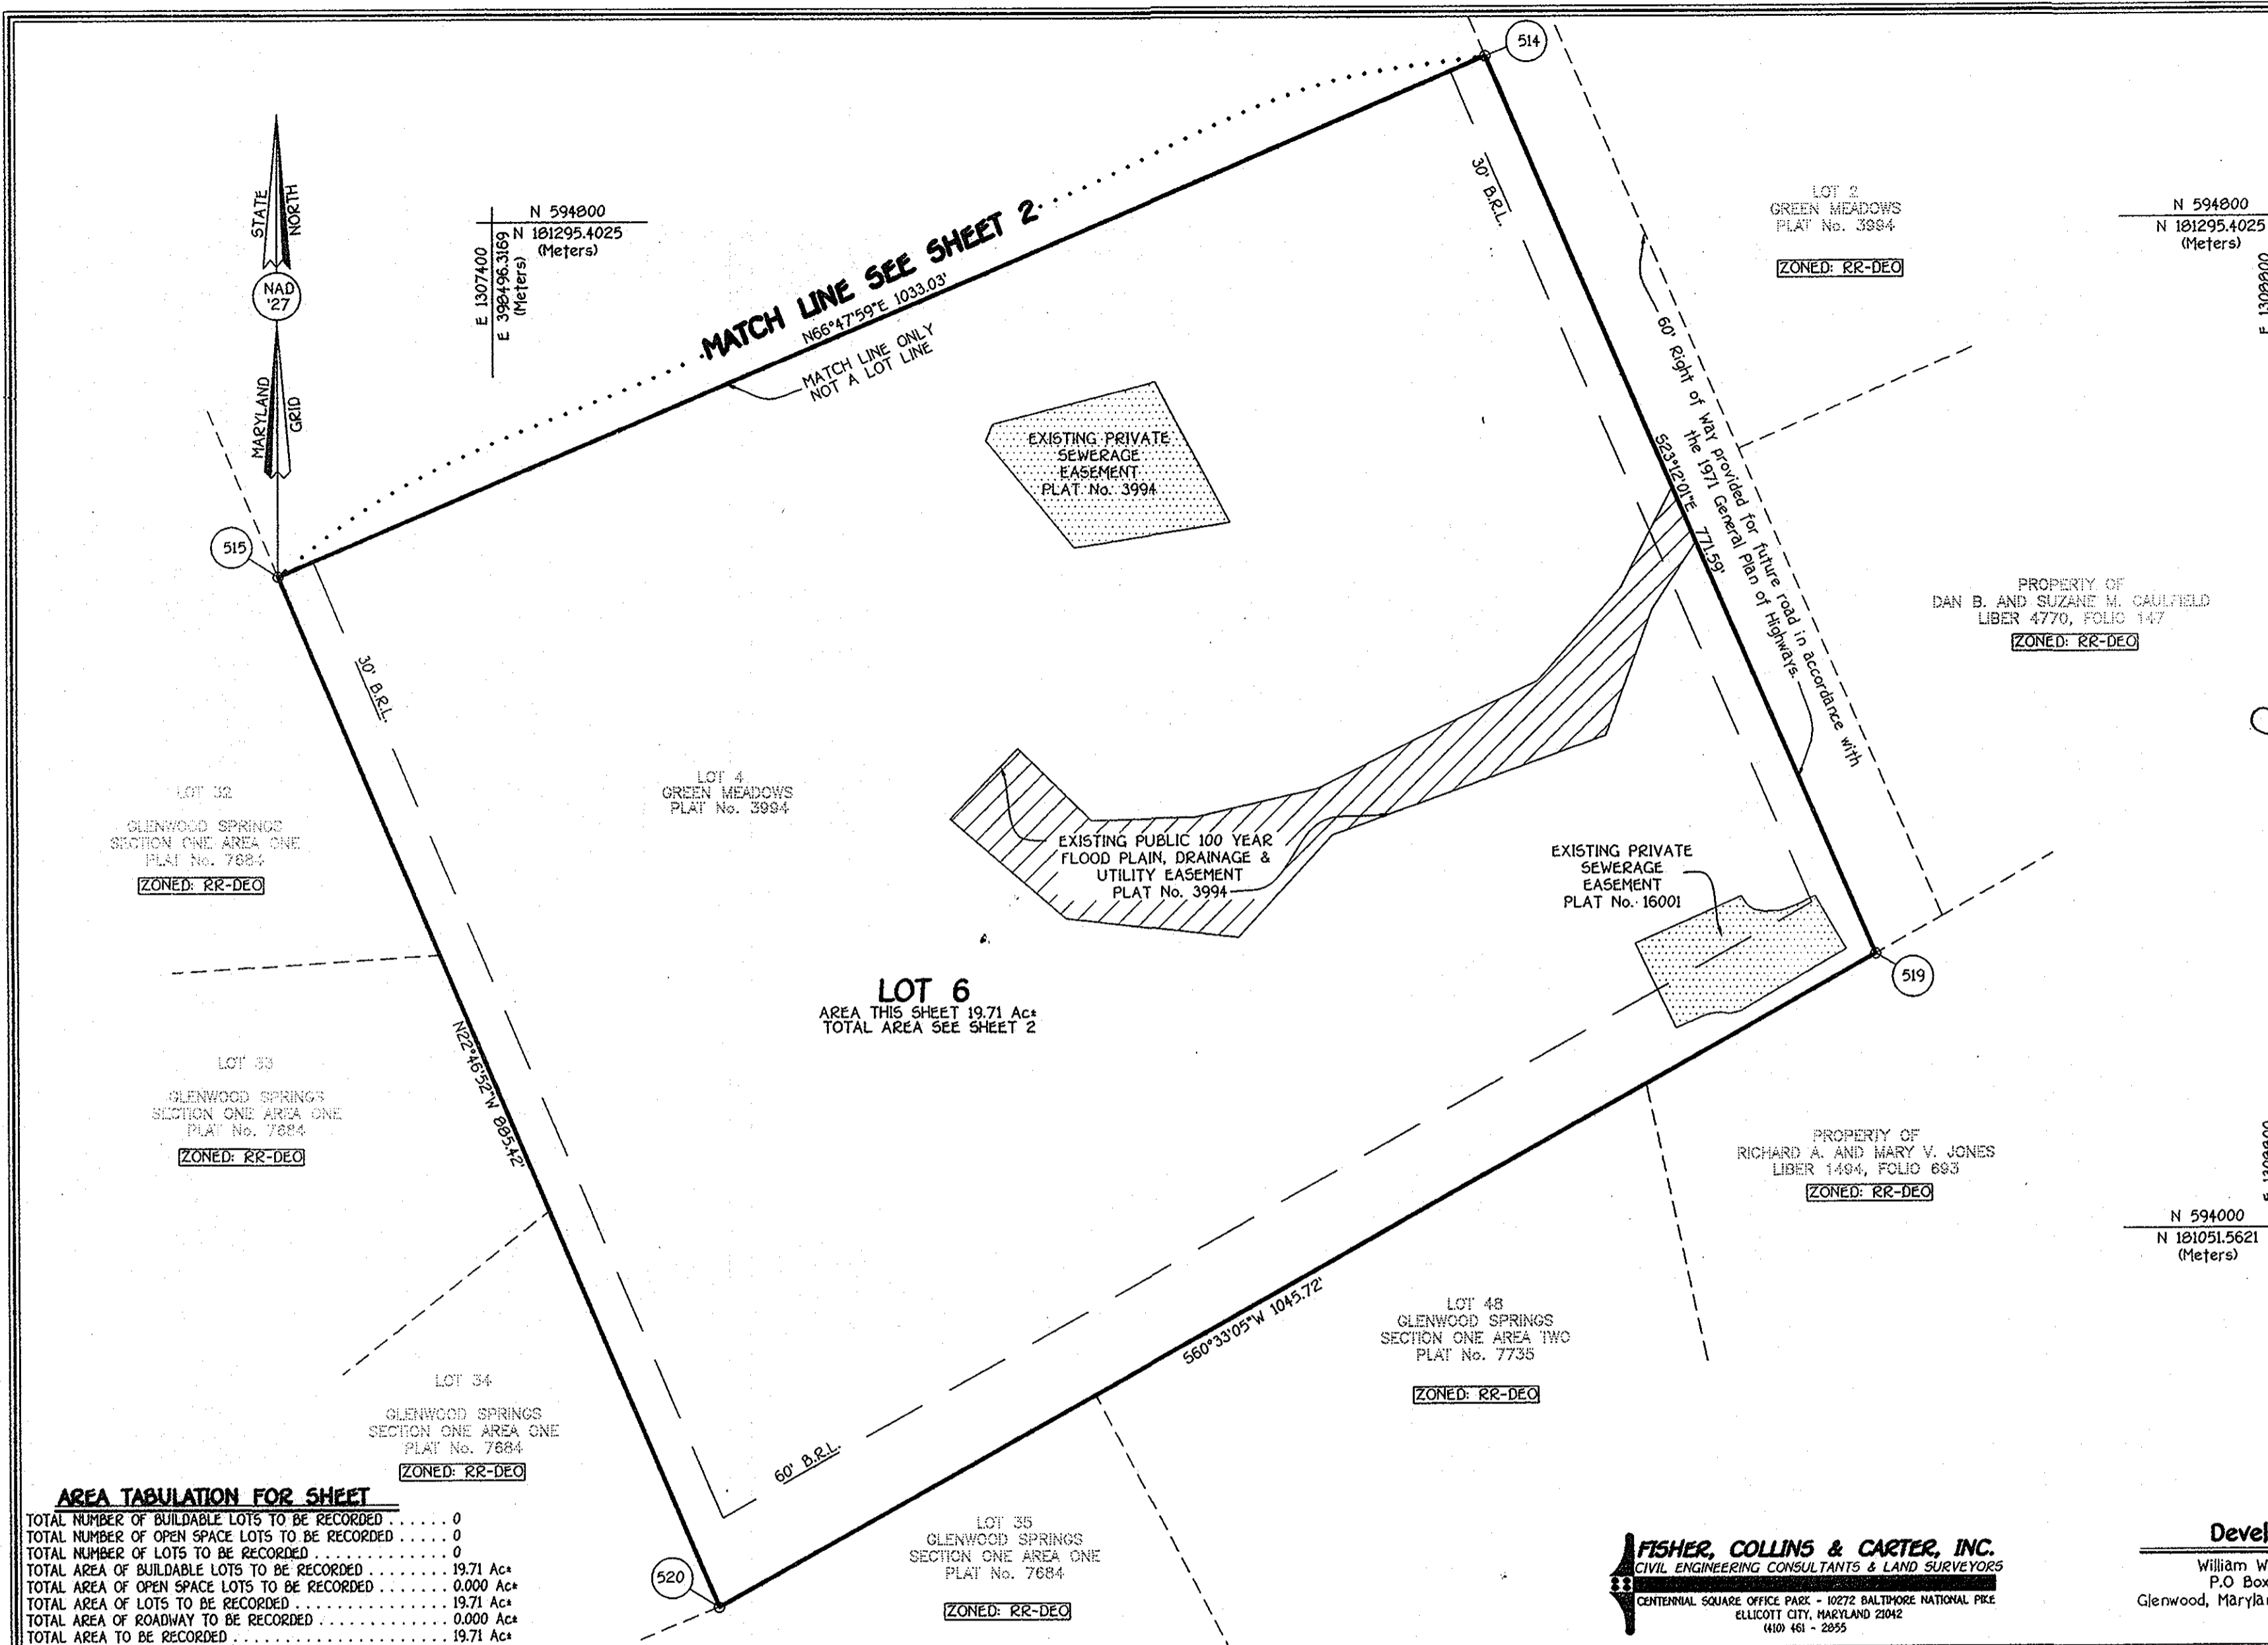 514
STATE
NORTH
NAD
'27
MARYLAND
GRID
N 594800
N 181295.4025
(Meters)
E 1307400
E 398496.3169
(Meters)
MATCH LINE SEE SHEET 2
N66°47'59"E 1033.03'
MATCH LINE ONLY
NOT A LOT LINE
30' B.R.L.
LOT 2
GREEN MEADOWS
PLAT No. 3994
ZONED: RR-DEO
N 594800
N 181295.4025
(Meters)
E 1308800
EXISTING PRIVATE
SEWERAGE
EASEMENT
PLAT No. 3994
S23°12'01"E 771.59'
60' Right of Way provided for future road in accordance with
the 1971 General Plan of Highways.
515
PROPERTY OF
DAN B. AND SUZANE M. CAULFIELD
LIBER 4770, FOLIO 147
ZONED: RR-DEO
30' B.R.L.
LOT 32
GLENWOOD SPRINGS
SECTION ONE AREA ONE
PLAT No. 7684
ZONED: RR-DEO
LOT 4
GREEN MEADOWS
PLAT No. 3994
EXISTING PUBLIC 100 YEAR
FLOOD PLAIN, DRAINAGE &
UTILITY EASEMENT
PLAT No. 3994
EXISTING PRIVATE
SEWERAGE
EASEMENT
PLAT No. 16001
519
LOT 6
AREA THIS SHEET 19.71 Ac±
TOTAL AREA SEE SHEET 2
N22°46'52"W 885.42'
LOT 33
GLENWOOD SPRINGS
SECTION ONE AREA ONE
PLAT No. 7684
ZONED: RR-DEO
PROPERTY OF
RICHARD A. AND MARY V. JONES
LIBER 1494, FOLIO 693
ZONED: RR-DEO
N 594000
N 181051.5621
(Meters)
S60°33'05"W 1045.72'
LOT 48
GLENWOOD SPRINGS
SECTION ONE AREA TWO
PLAT No. 7735
ZONED: RR-DEO
LOT 34
GLENWOOD SPRINGS
SECTION ONE AREA ONE
PLAT No. 7684
ZONED: RR-DEO
60' B.R.L.
LOT 35
GLENWOOD SPRINGS
SECTION ONE AREA ONE
PLAT No. 7684
ZONED: RR-DEO
520
AREA TABULATION FOR SHEET
TOTAL NUMBER OF BUILDABLE LOTS TO BE RECORDED . . . . . . 0
TOTAL NUMBER OF OPEN SPACE LOTS TO BE RECORDED . . . . . 0
TOTAL NUMBER OF LOTS TO BE RECORDED . . . . . . . . . . . . . 0
TOTAL AREA OF BUILDABLE LOTS TO BE RECORDED . . . . . . . . 19.71 Ac±
TOTAL AREA OF OPEN SPACE LOTS TO BE RECORDED . . . . . . . 0.000 Ac±
TOTAL AREA OF LOTS TO BE RECORDED . . . . . . . . . . . . . . . 19.71 Ac±
TOTAL AREA OF ROADWAY TO BE RECORDED . . . . . . . . . . . . 0.000 Ac±
TOTAL AREA TO BE RECORDED . . . . . . . . . . . . . . . . . . . . 19.71 Ac±
FISHER, COLLINS & CARTER, INC.
CIVIL ENGINEERING CONSULTANTS & LAND SURVEYORS
CENTENNIAL SQUARE OFFICE PARK - 10272 BALTIMORE NATIONAL PIKE
ELLICOTT CITY, MARYLAND 21042
(410) 461 - 2855
Devel
William W
P.O Box
Glenwood, Maryla